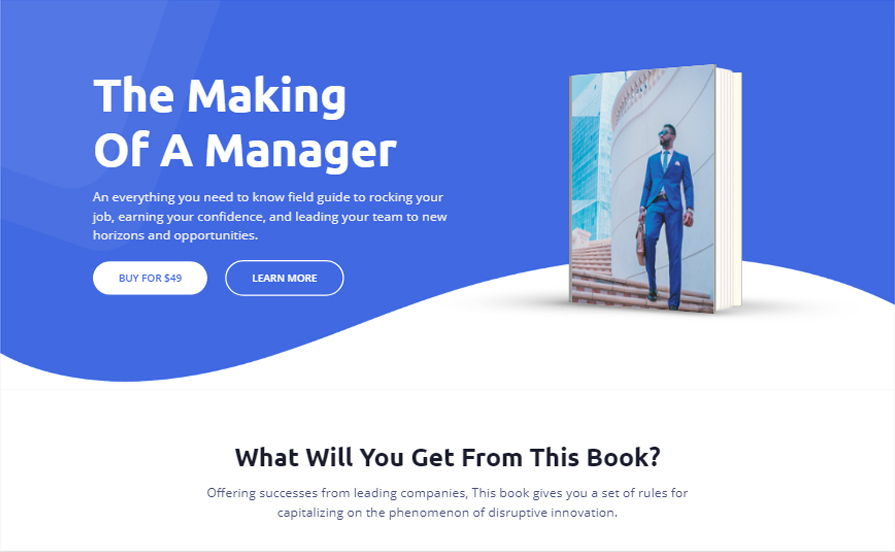 The Making
Of A Manager
An everything you need to know field guide to rocking your
job, earning your confidence, and leading your team to new
horizons and opportunities.
BUY FOR $49
LEARN MORE
What Will You Get From This Book?
Offering successes from leading companies, This book gives you a set of rules for
capitalizing on the phenomenon of disruptive innovation.